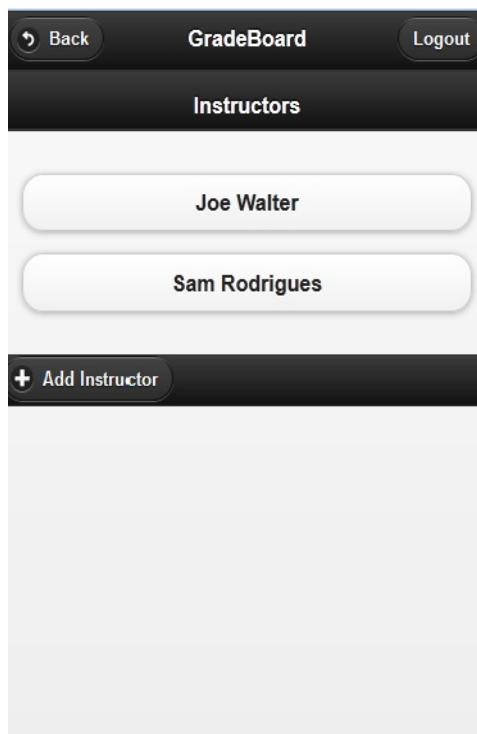 Back GradeBoard Logout
Instructors
Joe Walter
Sam Rodrigues
Add Instructor